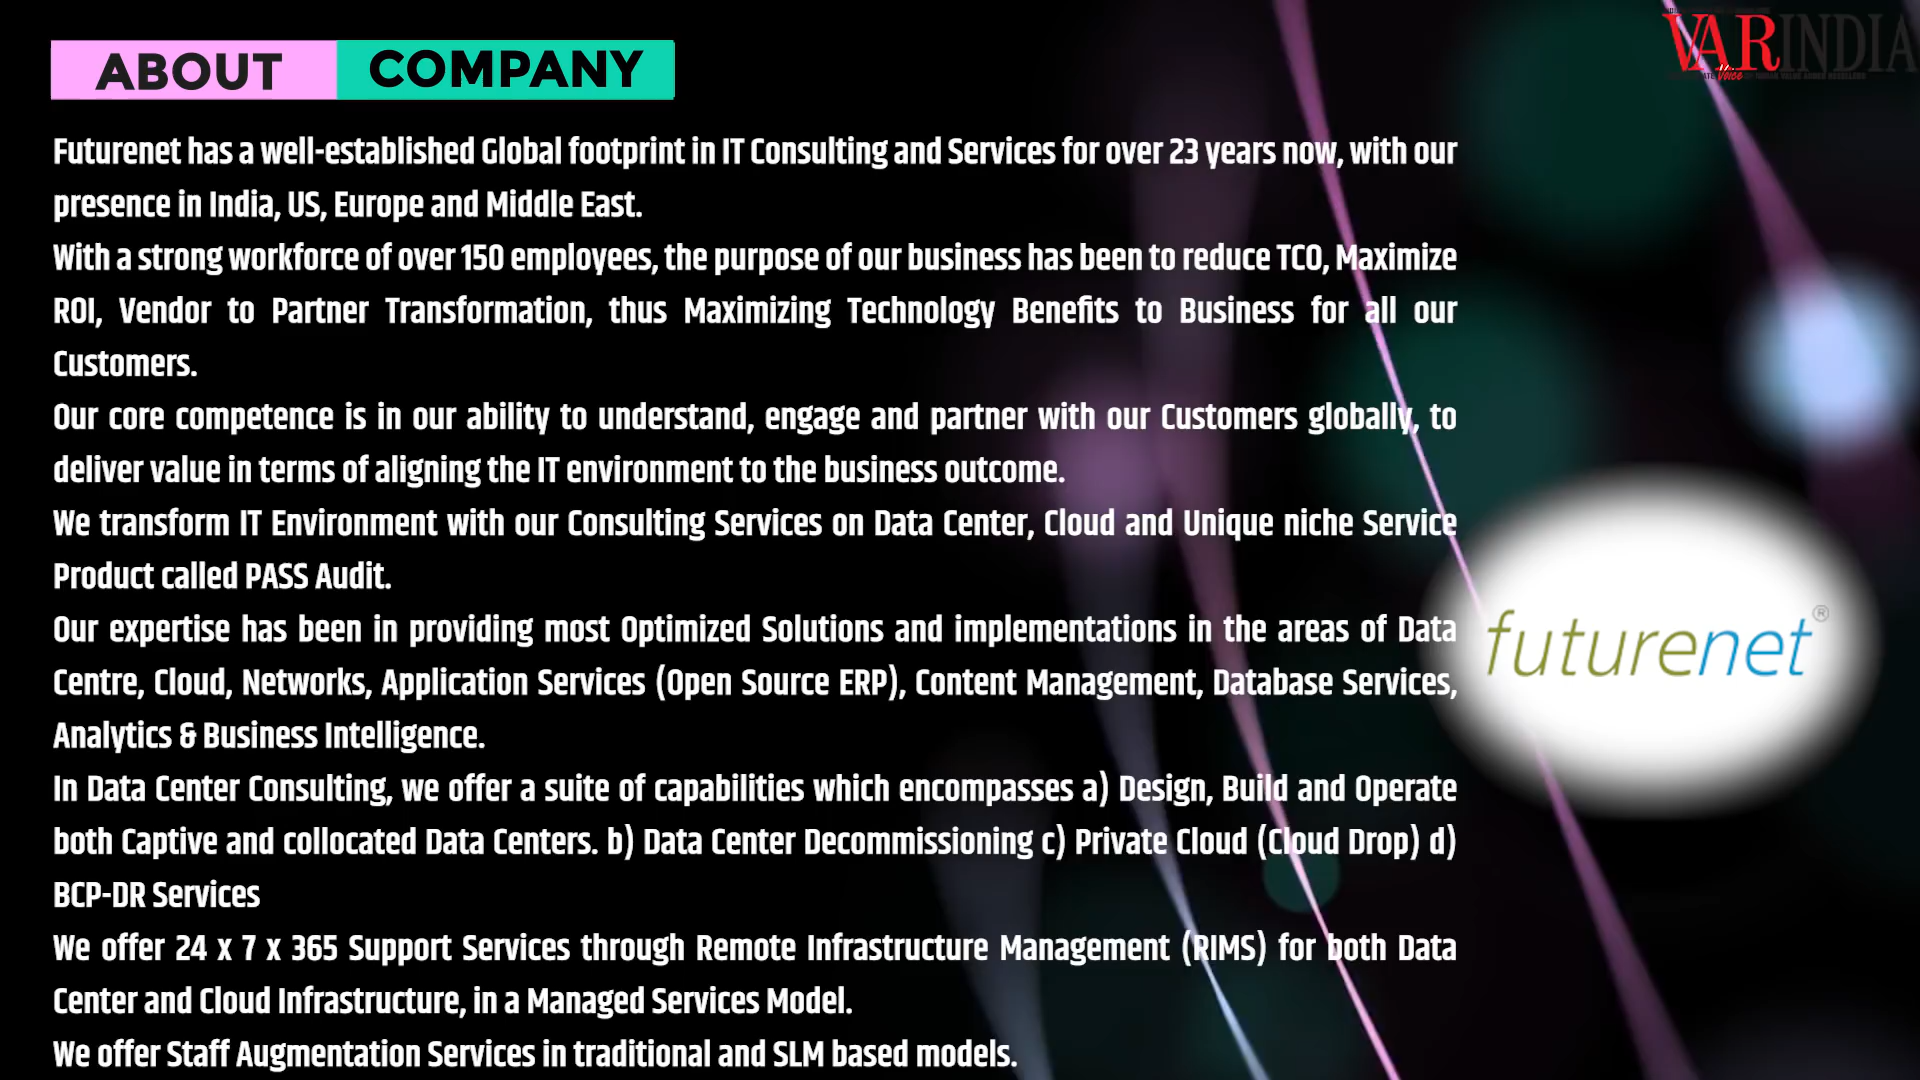 VARINDIA
Voice
ABOUT COMPANY
Futurenet has a well-established Global footprint in IT Consulting and Services for over 23 years now, with our
presence in India, US, Europe and Middle East.
With a strong workforce of over 150 employees, the purpose of our business has been to reduce TCO, Maximize
ROI, Vendor to Partner Transformation, thus Maximizing Technology Benefits to Business for all our
Customers.
Our core competence is in our ability to understand, engage and partner with our Customers globally, to
deliver value in terms of aligning the IT environment to the business outcome.
We transform IT Environment with our Consulting Services on Data Center, Cloud and Unique niche Service
Product called PASS Audit.
Our expertise has been in providing most Optimized Solutions and implementations in the areas of Data
Centre, Cloud, Networks, Application Services (Open Source ERP), Content Management, Database Services,
Analytics & Business Intelligence.
In Data Center Consulting, we offer a suite of capabilities which encompasses a) Design, Build and Operate
both Captive and collocated Data Centers. b) Data Center Decommissioning c) Private Cloud (Cloud Drop) d)
BCP-DR Services
We offer 24 x 7 x 365 Support Services through Remote Infrastructure Management (RIMS) for both Data
Center and Cloud Infrastructure, in a Managed Services Model.
We offer Staff Augmentation Services in traditional and SLM based models.
futurenet®